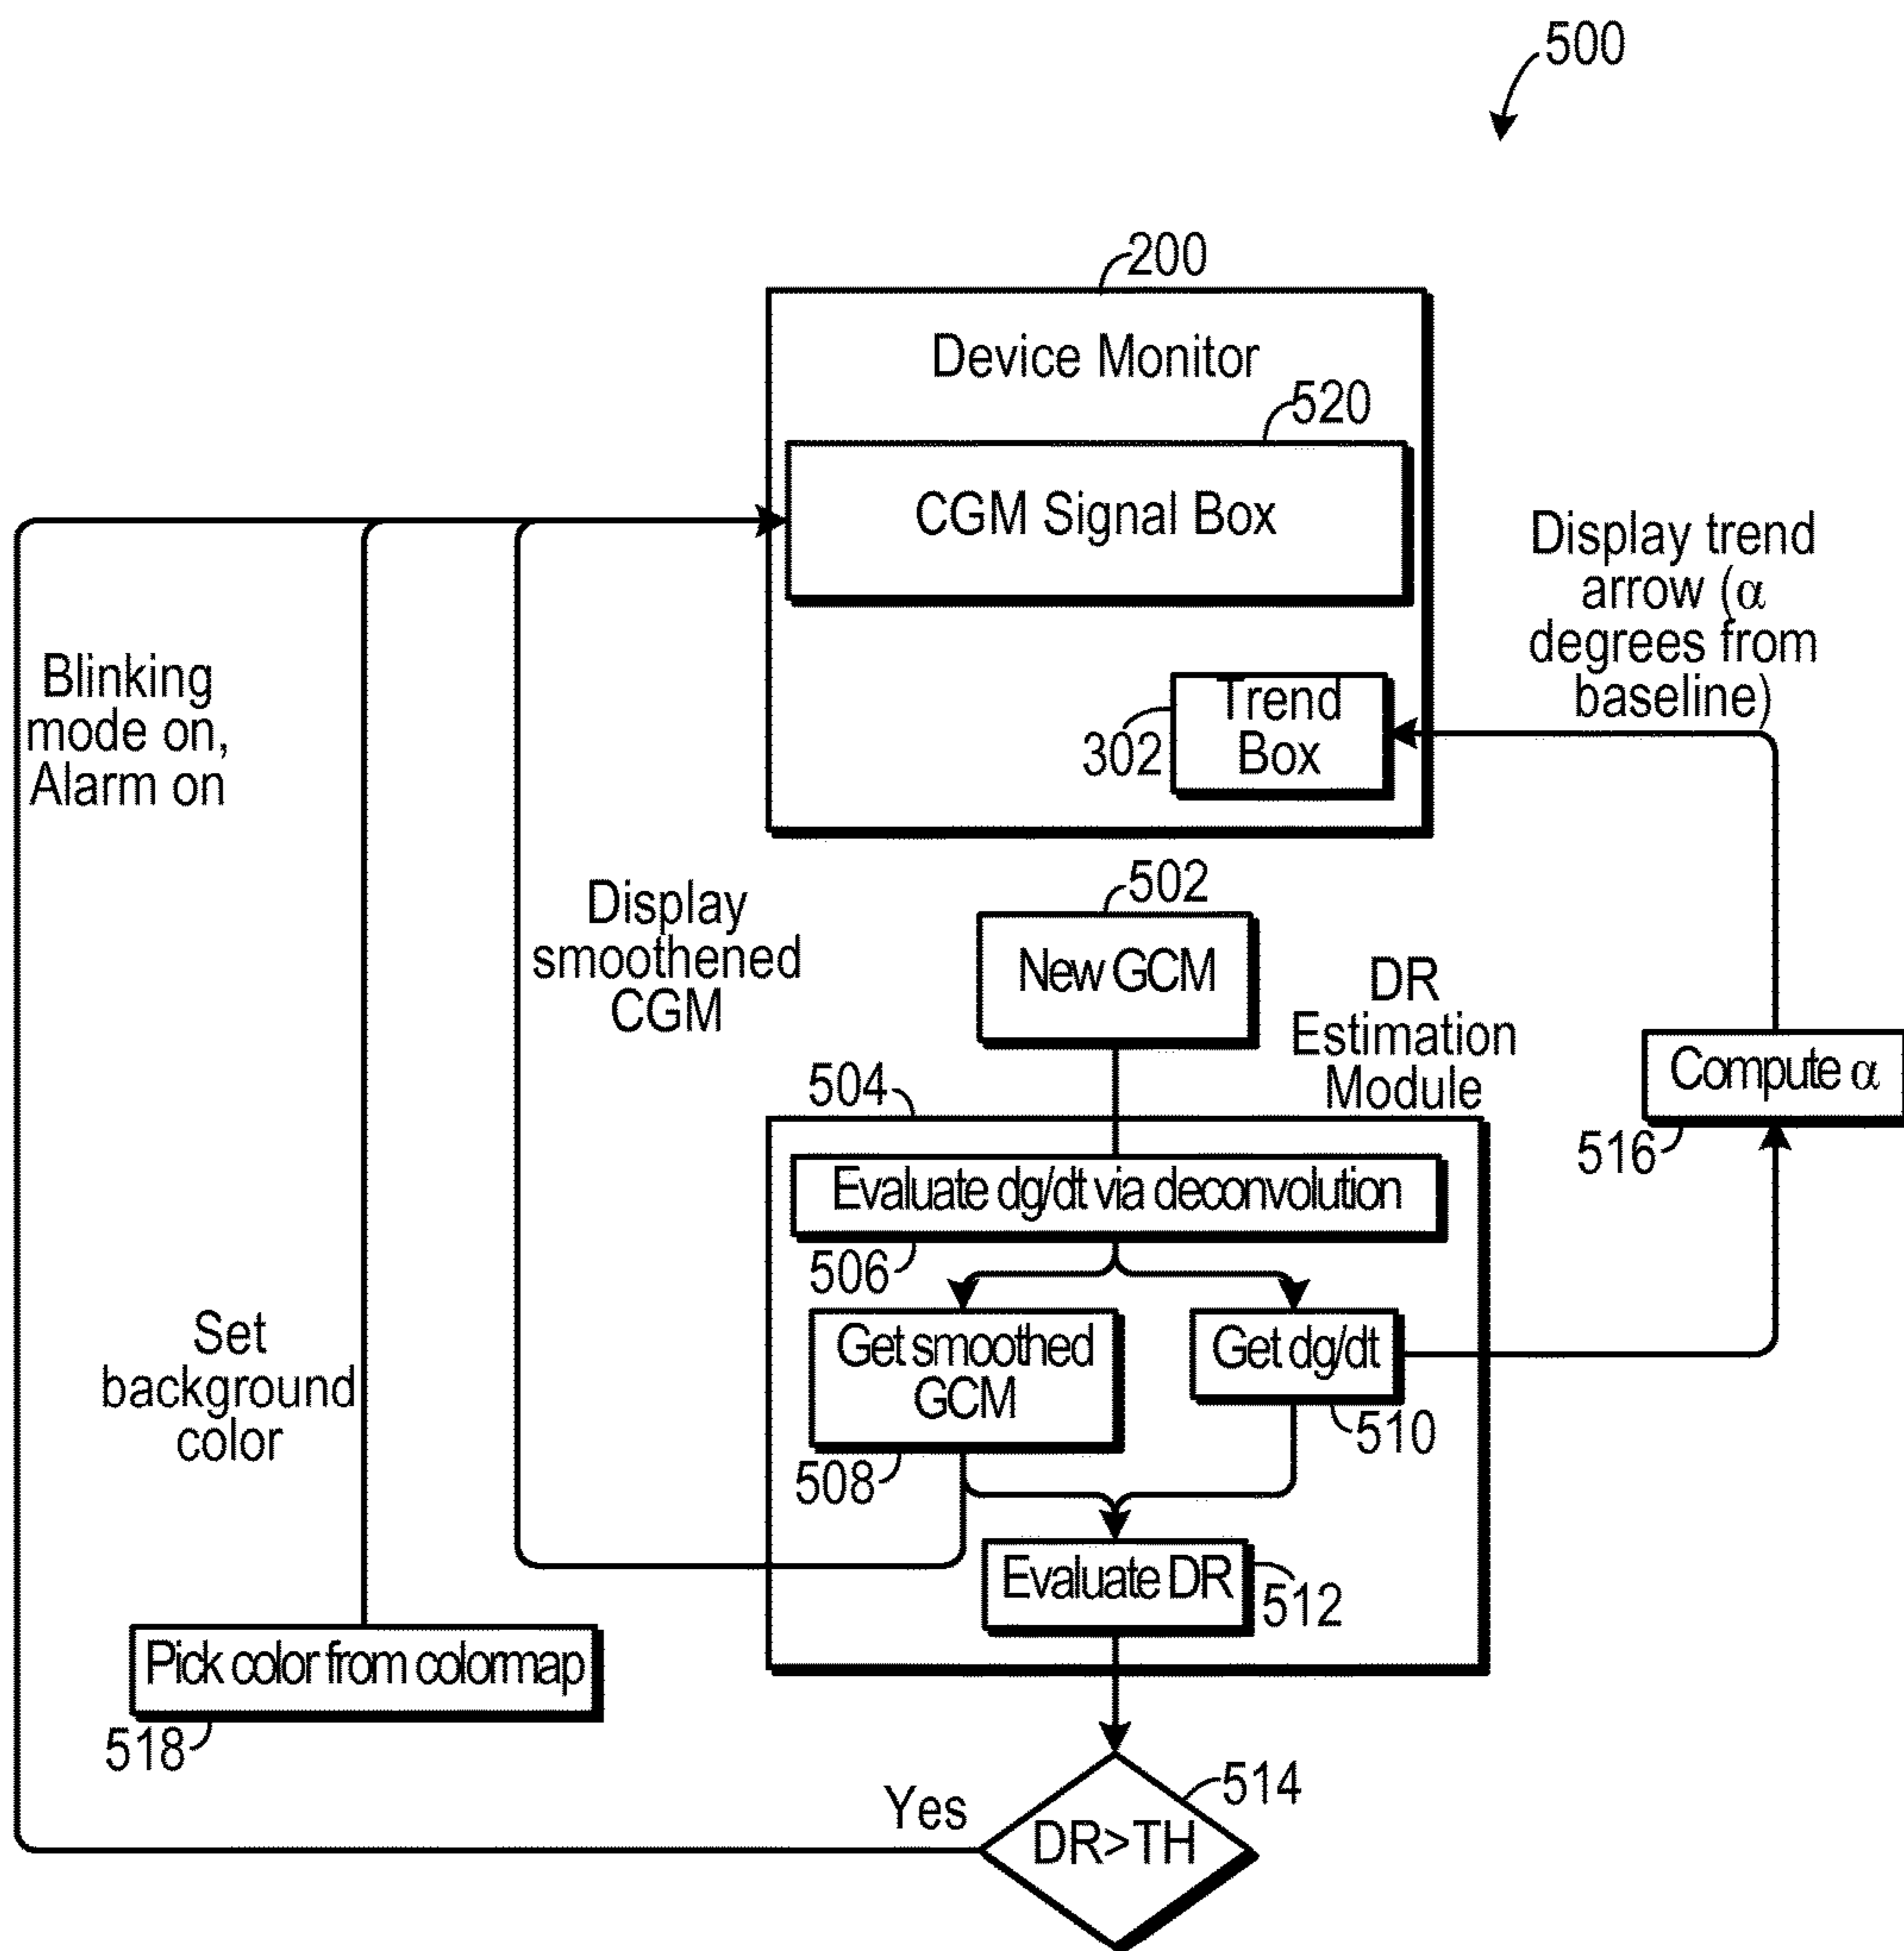 500
200
Device Monitor
520
CGM Signal Box
Display trend
arrow (α
degrees from
baseline)
Trend
Box
302
Blinking
mode on,
Alarm on
Display
smoothened
CGM
502
New GCM
DR
Estimation
Module
504
Compute α
516
Evaluate dg/dt via deconvolution
506
Get smoothed
GCM
508
Get dg/dt
510
Set
background
color
Evaluate DR
512
Pick color from colormap
518
Yes
514
DR>TH